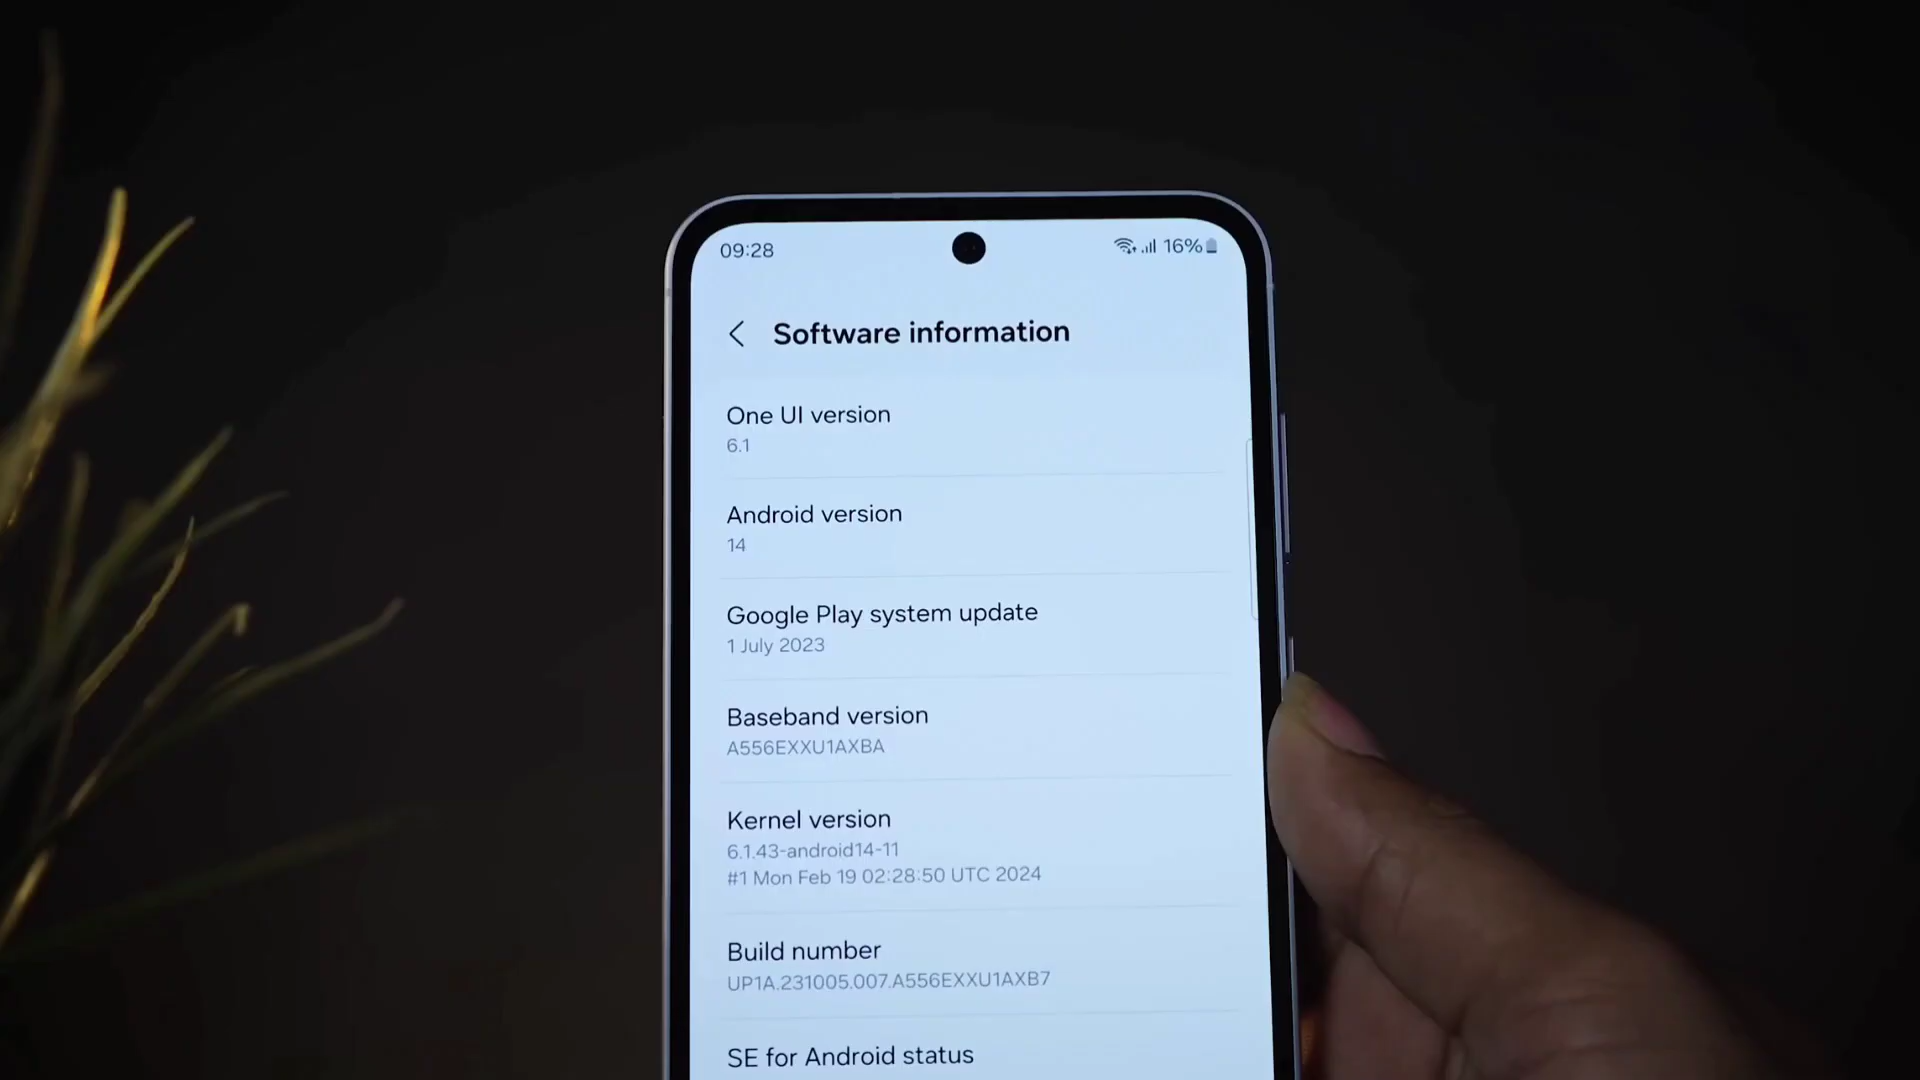 09:28
16%
Software information
One UI version
6.1
Android version
14
Google Play system update
1 July 2023
Baseband version
A556EXXU1AXBA
Kernel version
6.1.43-android14-11
#1 Mon Feb 19 02:28:50 UTC 2024
Build number
UP1A.231005.007.A556EXXU1AXB7
SE for Android status